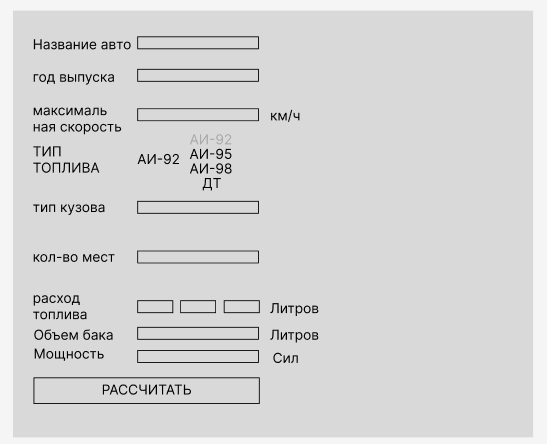 Название авто
год выпуска
максималь
ная скорость
км/ч
ТИП
ТОПЛИВА
АИ-92
АИ-92
АИ-95
АИ-98
ДТ
тип кузова
кол-во мест
расход
топлива
Литров
Объем бака
Литров
Мощность
Сил
РАССЧИТАТЬ